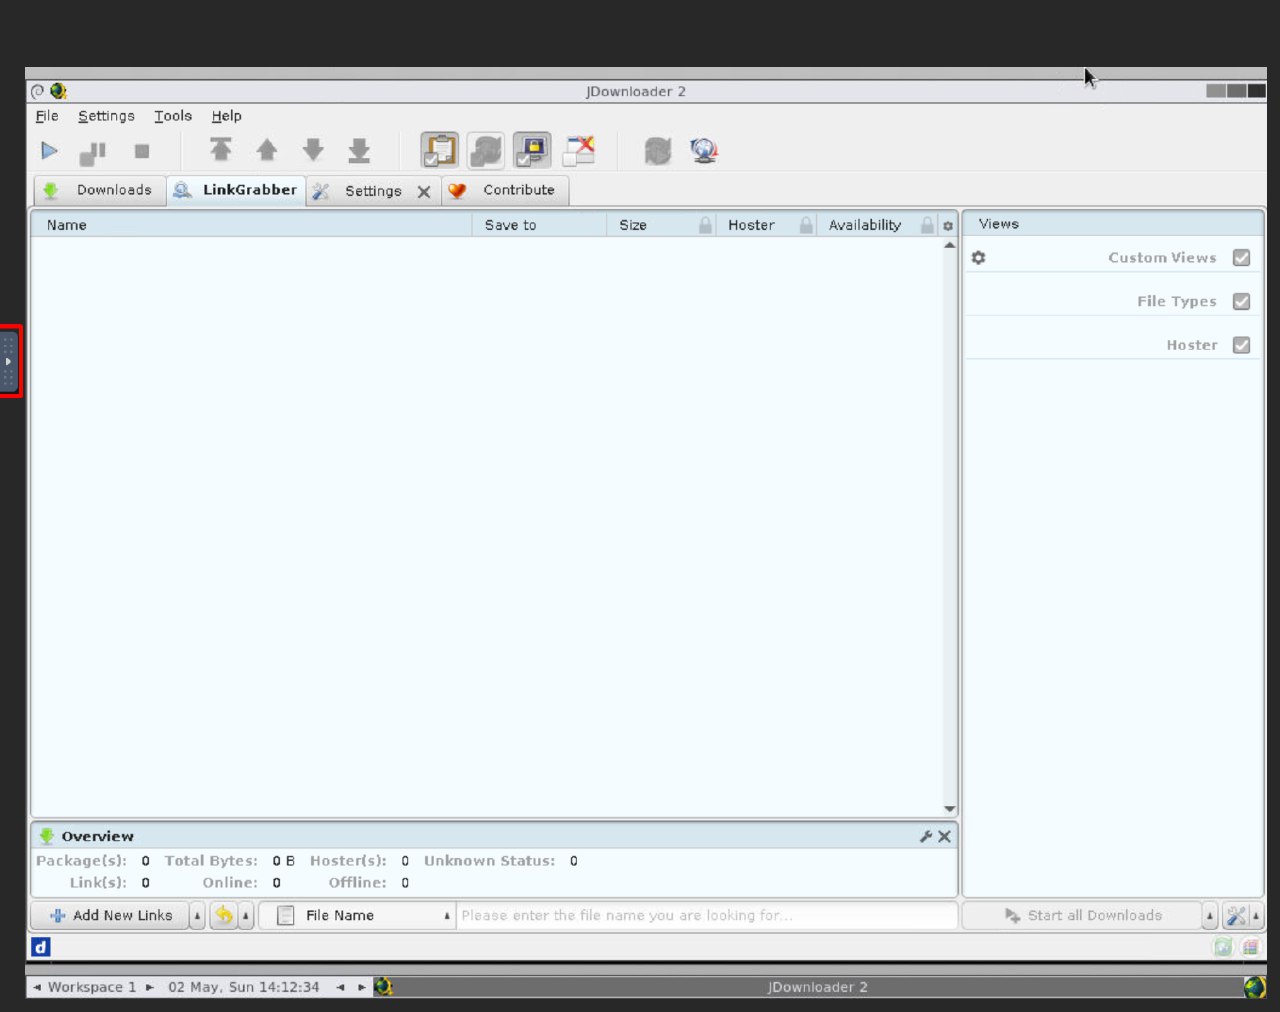 JDownloader 2
File Settings Tools Help
Downloads LinkGrabber Settings Contribute
Name Save to Size Hoster Availability Views
Custom Views
File Types
Hoster
Overview
Package(s): 0 Total Bytes: 0 B Hoster(s): 0 Unknown Status: 0
Link(s): 0 Online: 0 Offline: 0
Add New Links File Name Please enter the file name you are looking for... Start all Downloads
d
Workspace 1 02 May, Sun 14:12:34 JDownloader 2